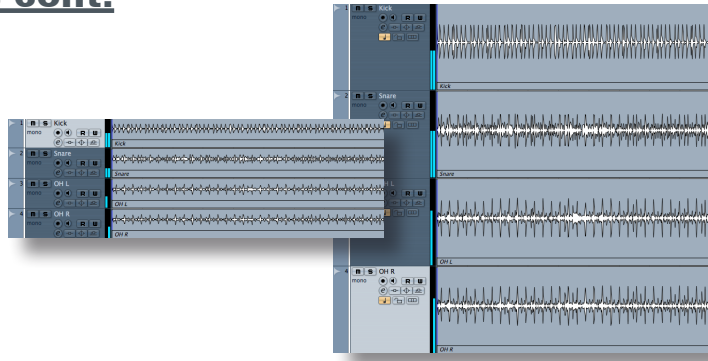 cont.
1 m S Kick
mono R
e
Kick
2 m S Snare
mono R
e
Snare
H L
OH L
4 m S OH R
mono R
e
OH R
1 m S Kick
mono R
e
Kick
2 m S Snare
mono R
e
Snare
3 m S OH L
mono R
e
OH L
4 m S OH R
mono R
e
OH R